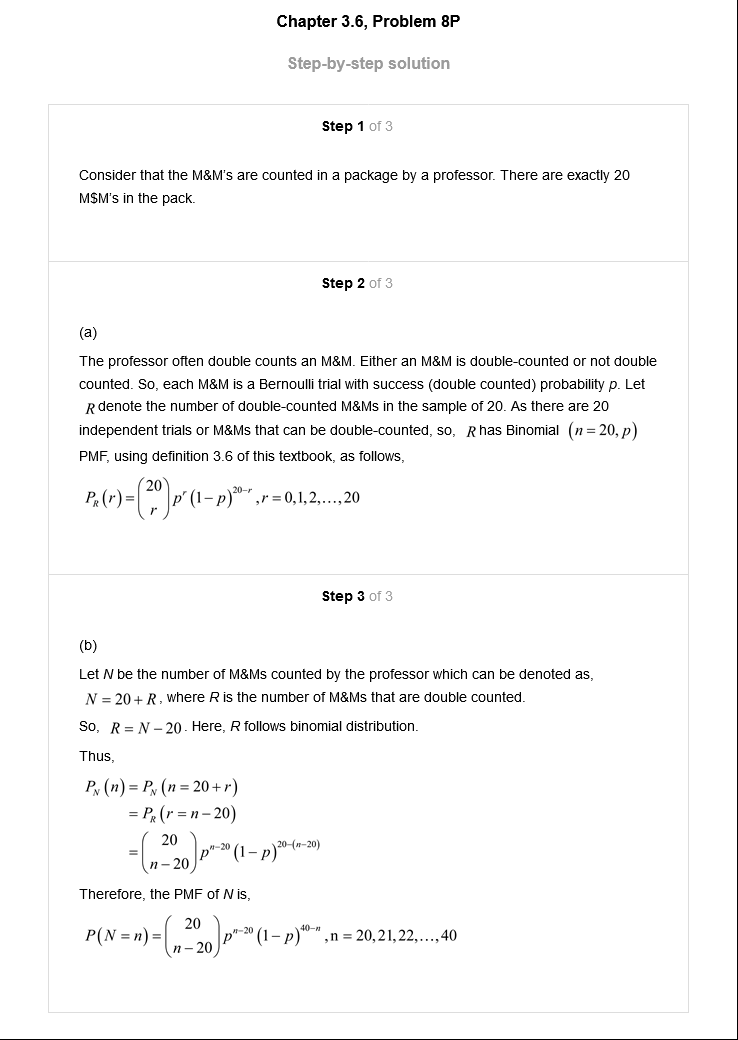 Chapter 3.6, Problem 8P
Step-by-step solution
Step 1 of 3
Consider that the M&M's are counted in a package by a professor. There are exactly 20
M$M's in the pack.
Step 2 of 3
(a)
The professor often double counts an M&M. Either an M&M is double-counted or not double
counted. So, each M&M is a Bernoulli trial with success (double counted) probability p. Let
R denote the number of double-counted M&Ms in the sample of 20. As there are 20
independent trials or M&Ms that can be double-counted, so, R has Binomial (n = 20, p)
PMF, using definition 3.6 of this textbook, as follows,
P_R(r) = \binom{20}{r} p^r (1-p)^{20-r}, r = 0,1,2,...,20
Step 3 of 3
(b)
Let N be the number of M&Ms counted by the professor which can be denoted as,
N = 20 + R, where R is the number of M&Ms that are double counted.
So, R = N − 20. Here, R follows binomial distribution.
Thus,
P_N(n) = P_N(n = 20 + r)
= P_R(r = n − 20)
= \binom{20}{n-20} p^{n-20} (1-p)^{20-(n-20)}
Therefore, the PMF of N is,
P(N = n) = \binom{20}{n-20} p^{n-20} (1-p)^{40-n}, n = 20,21,22,...,40